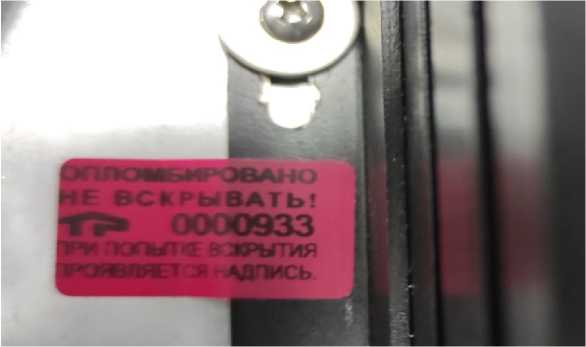 ОПЛОМБИРОВАНО
НЕ ВСКРЫВАТЬ!
0000933
ПРИ ПОПЫТКЕ ВСКРЫТИЯ
ПРОЯВЛЯЕТСЯ НАДПИСЬ.